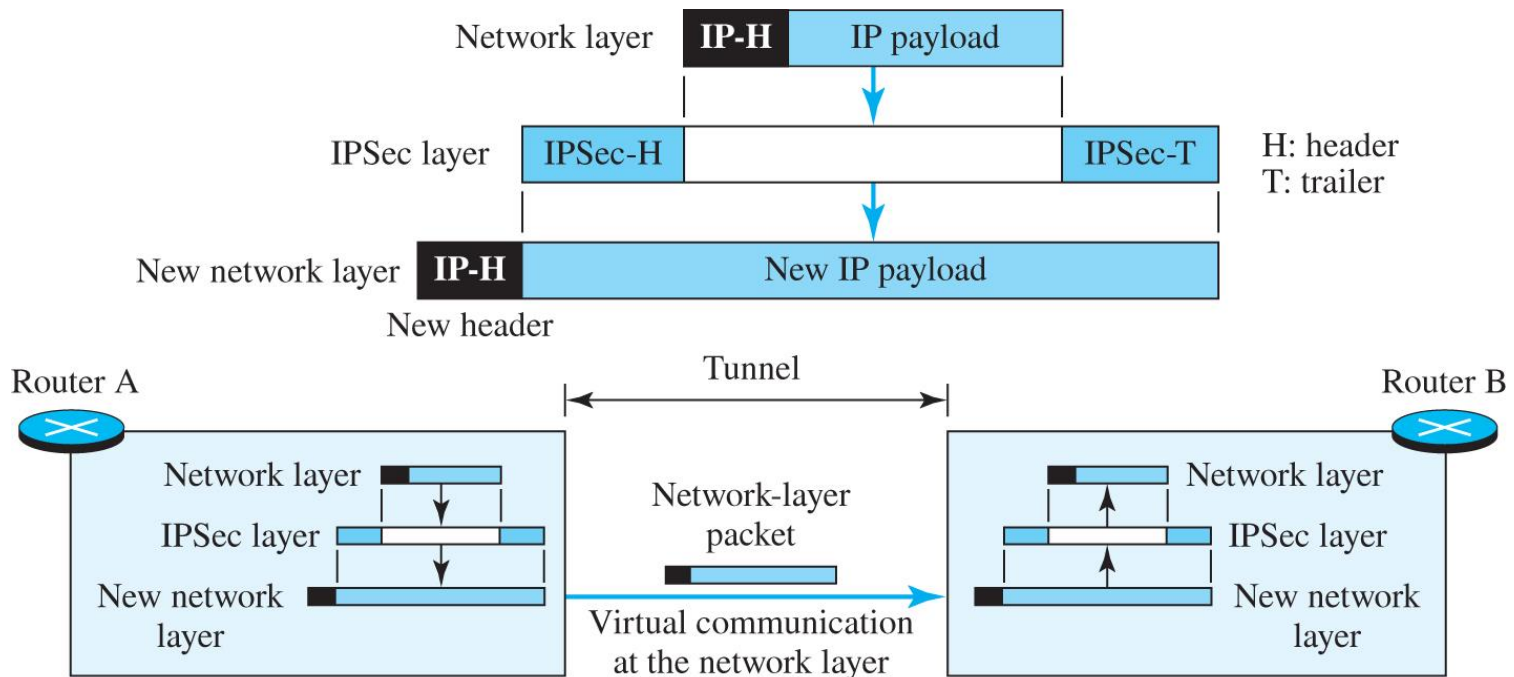 Network layer
IP-H
IP payload
IPSec layer
IPSec-H
IPSec-T
H: header
T: trailer
New network layer
IP-H
New IP payload
New header
Router A
Tunnel
Router B
Network layer
IPSec layer
New network
layer
Network-layer
packet
Virtual communication
at the network layer
Network layer
IPSec layer
New network
layer